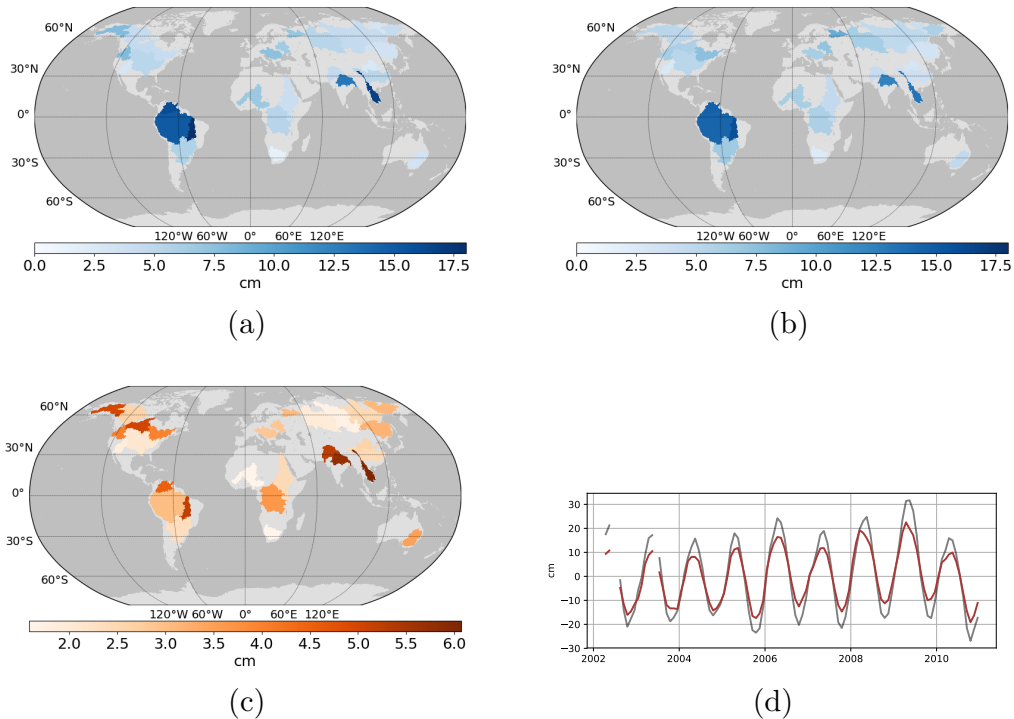 60°N 60°N
30°N 30°N
0° 0°
30°S 30°S
60°S 60°S
120°W 60°W 0° 60°E 120°E 120°W 60°W 0° 60°E 120°E
0.0 2.5 5.0 7.5 10.0 12.5 15.0 17.5 0.0 2.5 5.0 7.5 10.0 12.5 15.0 17.5
cm cm
(a) (b)
60°N
30°N
0°
30°S
60°S
120°W 60°W 0° 60°E 120°E
2.0 2.5 3.0 3.5 4.0 4.5 5.0 5.5 6.0
cm
(c)
30
20
10
0
−10
−20
−30
cm
2002 2004 2006 2008 2010
(d)